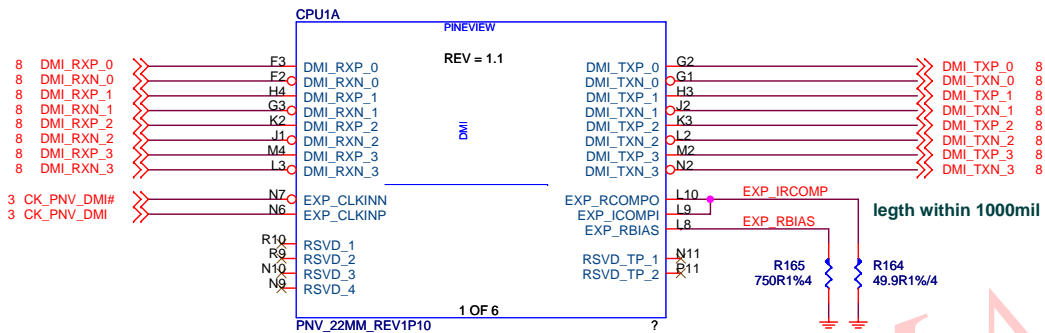 CPU1A
PINEVIEW
REV = 1.1
DMI
8 DMI_RXP_0 F3 DMI_RXP_0 DMI_TXP_0 G2 DMI_TXP_0 8
8 DMI_RXN_0 F2 DMI_RXN_0 DMI_TXN_0 G1 DMI_TXN_0 8
8 DMI_RXP_1 H4 DMI_RXP_1 DMI_TXP_1 H3 DMI_TXP_1 8
8 DMI_RXN_1 G3 DMI_RXN_1 DMI_TXN_1 J2 DMI_TXN_1 8
8 DMI_RXP_2 K2 DMI_RXP_2 DMI_TXP_2 K3 DMI_TXP_2 8
8 DMI_RXN_2 J1 DMI_RXN_2 DMI_TXN_2 L2 DMI_TXN_2 8
8 DMI_RXP_3 M4 DMI_RXP_3 DMI_TXP_3 M2 DMI_TXP_3 8
8 DMI_RXN_3 L3 DMI_RXN_3 DMI_TXN_3 N2 DMI_TXN_3 8
3 CK_PNV_DMI# N7 EXP_CLKINN EXP_RCOMPO L10 EXP_IRCOMP
3 CK_PNV_DMI N6 EXP_CLKINP EXP_ICOMPI L9
legth within 1000mil
EXP_RBIAS L8 EXP_RBIAS
R10 RSVD_1
R9 RSVD_2 RSVD_TP_1 N11
N10 RSVD_3 RSVD_TP_2 P11
N9 RSVD_4
R165 R164
750R1%4 49.9R1%/4
1 OF 6
PNV_22MM_REV1P10 ?